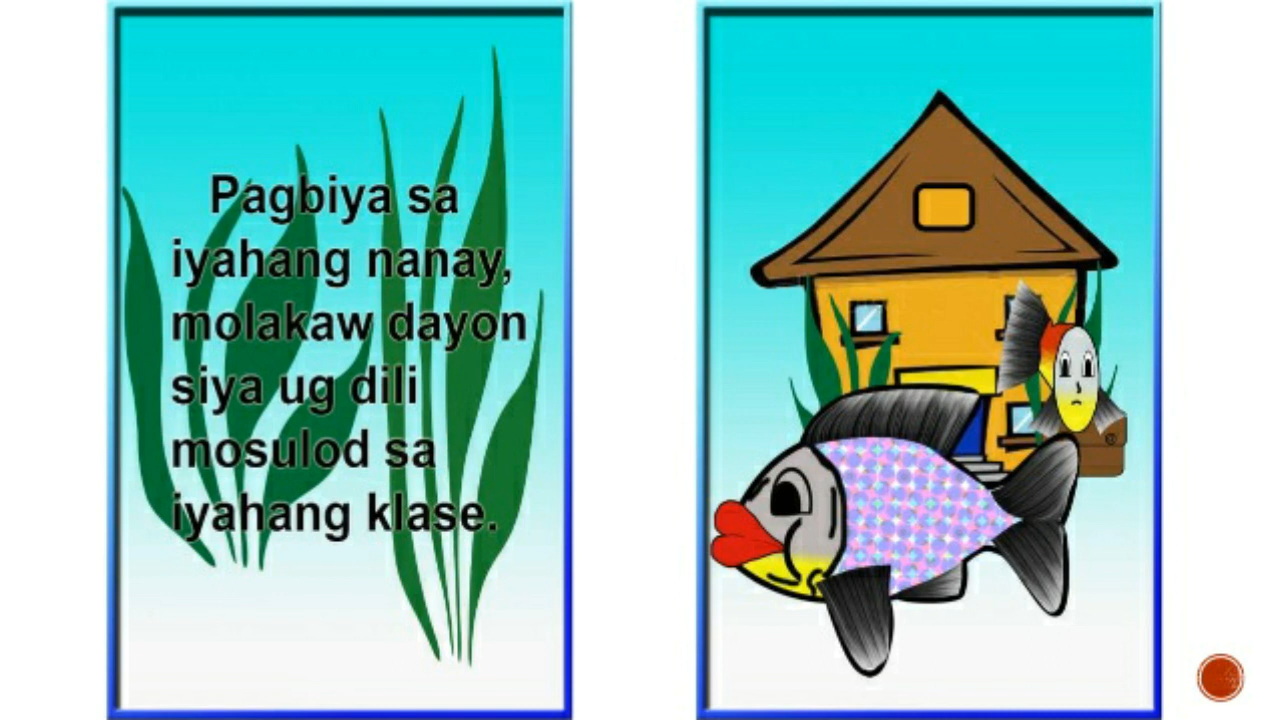 Pagbiya sa
iyahang nanay,
molakaw dayon
siya ug dili
mosulod sa
iyahang klase.